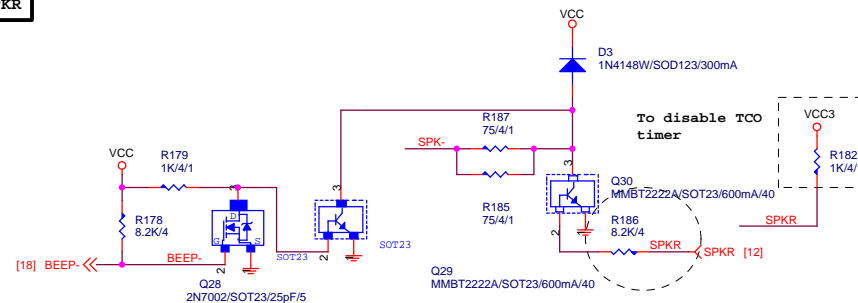 PKR
VCC
D3
1N4148W/SOD123/300mA
R187
75/4/1
SPK-
To disable TCO
timer
VCC3
R182
1K/4/
VCC
R179
1K/4/1
3
3
3
Q30
MMBT2222A/SOT23/600mA/40
R178
8.2K/4
D
G
S
SOT23
SOT23
R185
75/4/1
R186
8.2K/4
SPKR
SPKR
SPKR [12]
[18] BEEP-
BEEP-
2
2
2
Q28
2N7002/SOT23/25pF/5
Q29
MMBT2222A/SOT23/600mA/40